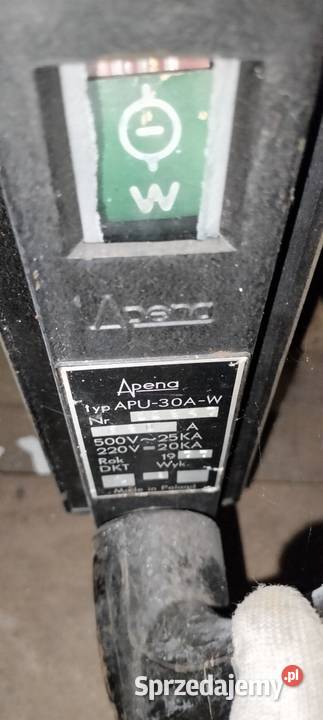 W
Apena
Apena
typ APU-30A-W
Nr.
A
500V~25KA
220V=20KA
Rok 19
DKT Wyk.
Made in Poland
Sprzedajemy.pl